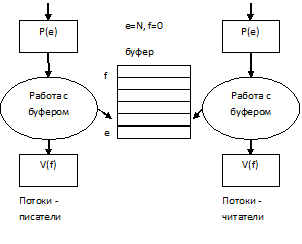 P(e)
e=N, f=0
P(e)
буфер
f
Работа с
буфером
Работа с
буфером
e
V(f)
V(f)
Потоки -
писатели
Потоки -
читатели